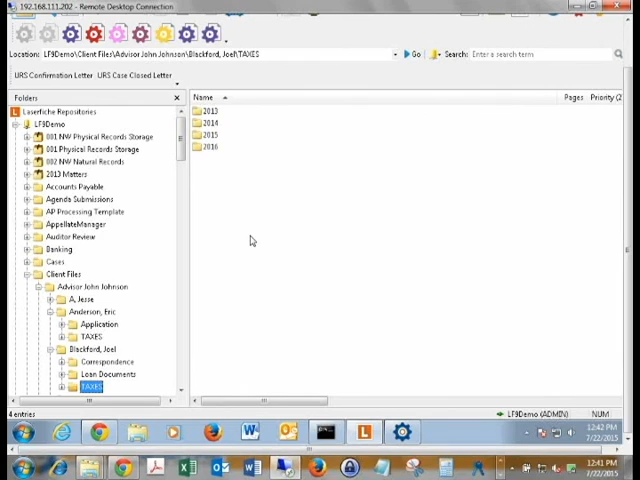 192.168.111.202 - Remote Desktop Connection
Location: LF9Demo\Client Files\Advisor John Johnson\Blackford, Joel\TAXES
Go
Search: Enter a search term
URS Confirmation Letter URS Case Closed Letter
Folders
Name
Pages
Priority (2
Laserfiche Repositories
LF9Demo
001 NW Physical Records Storage
001 Physical Records Storage
002 NW Natural Records
2013 Matters
Accounts Payable
Agenda Submissions
AP Processing Template
AppellateManager
Auditor Review
Banking
Cases
Client Files
Advisor John Johnson
A, Jesse
Anderson, Eric
Application
TAXES
Blackford, Joel
Correspondence
Loan Documents
TAXES
2013
2014
2015
2016
4 entries
LF9Demo (ADMIN)
NUM
12:42 PM
7/22/2015
12:41 PM
7/22/2015